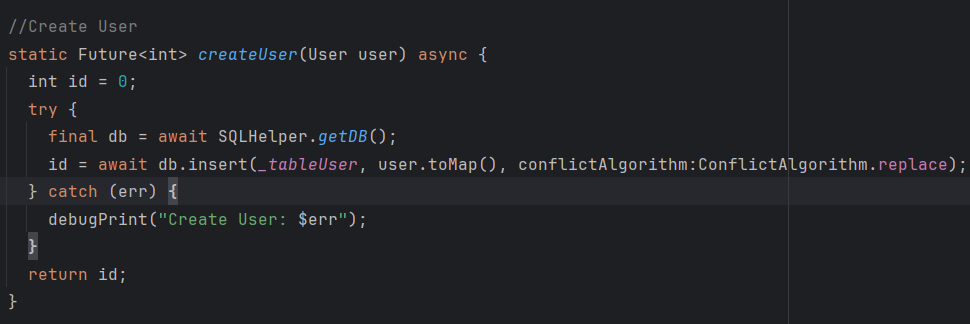 //Create User
static Future<int> createUser(User user) async {
  int id = 0;
  try {
    final db = await SQLHelper.getDB();
    id = await db.insert(_tableUser, user.toMap(), conflictAlgorithm:ConflictAlgorithm.replace);
  } catch (err) {
    debugPrint("Create User: $err");
  }
  return id;
}